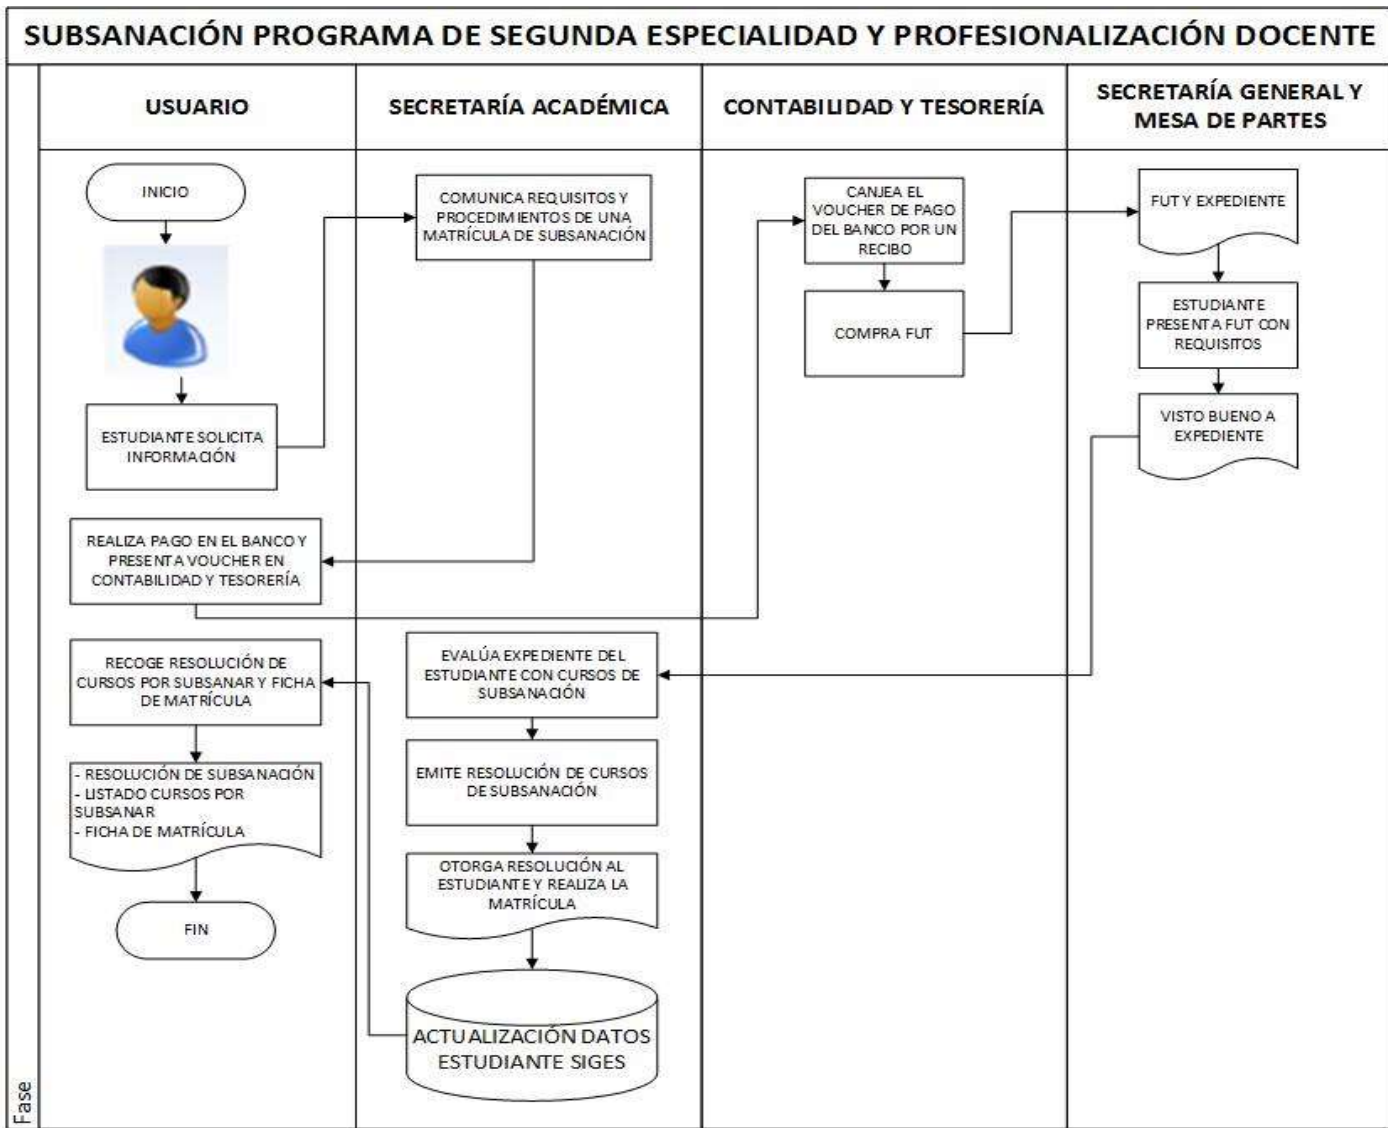 SUBSANACIÓN PROGRAMA DE SEGUNDA ESPECIALIDAD Y PROFESIONALIZACIÓN DOCENTE
Fase
USUARIO
INICIO
ESTUDIANTE SOLICITA
INFORMACIÓN
REALIZA PAGO EN EL BANCO Y
PRESENTA VOUCHER EN
CONTABILIDAD Y TESORERÍA
RECOGE RESOLUCIÓN DE
CURSOS POR SUBSANAR Y FICHA
DE MATRÍCULA
- RESOLUCIÓN DE SUBSANACIÓN
- LISTADO CURSOS POR
SUBSANAR
- FICHA DE MATRÍCULA
FIN
SECRETARÍA ACADÉMICA
COMUNICA REQUISITOS Y
PROCEDIMIENTOS DE UNA
MATRÍCULA DE SUBSANACIÓN
EVALÚA EXPEDIENTE DEL
ESTUDIANTE CON CURSOS DE
SUBSANACIÓN
EMITE RESOLUCIÓN DE CURSOS
DE SUBSANACIÓN
OTORGA RESOLUCIÓN AL
ESTUDIANTE Y REALIZA LA
MATRÍCULA
ACTUALIZACIÓN DATOS
ESTUDIANTE SIGES
CONTABILIDAD Y TESORERÍA
CANJEA EL
VOUCHER DE PAGO
DEL BANCO POR UN
RECIBO
COMPRA FUT
SECRETARÍA GENERAL Y
MESA DE PARTES
FUT Y EXPEDIENTE
ESTUDIANTE
PRESENTA FUT CON
REQUISITOS
VISTO BUENO A
EXPEDIENTE